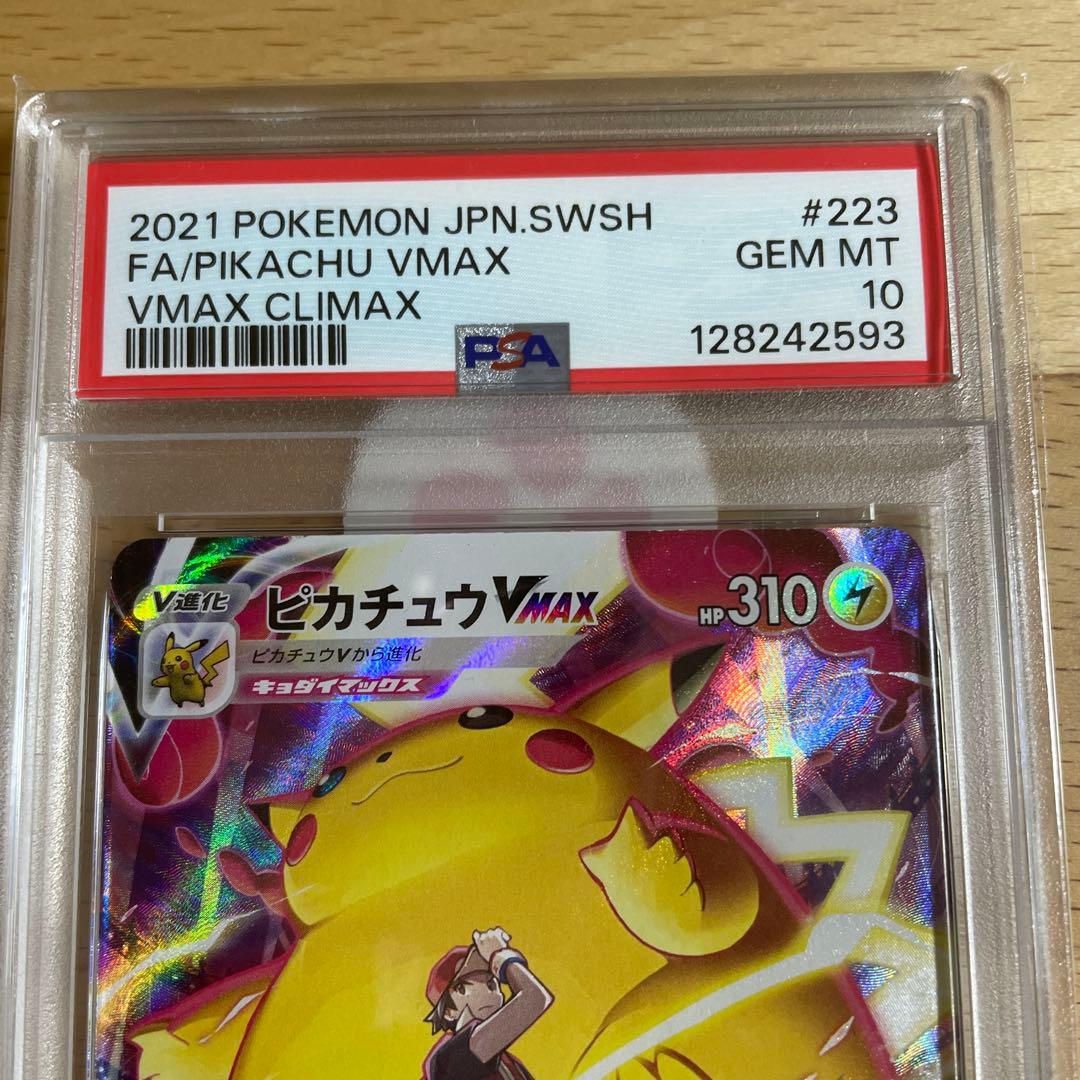 2021 POKEMON JPN.SWSH #223
FA/PIKACHU VMAX GEM MT
VMAX CLIMAX 10
PSA 128242593
V進化 ピカチュウVMAX HP310
ピカチュウVから進化
キョダイマックス